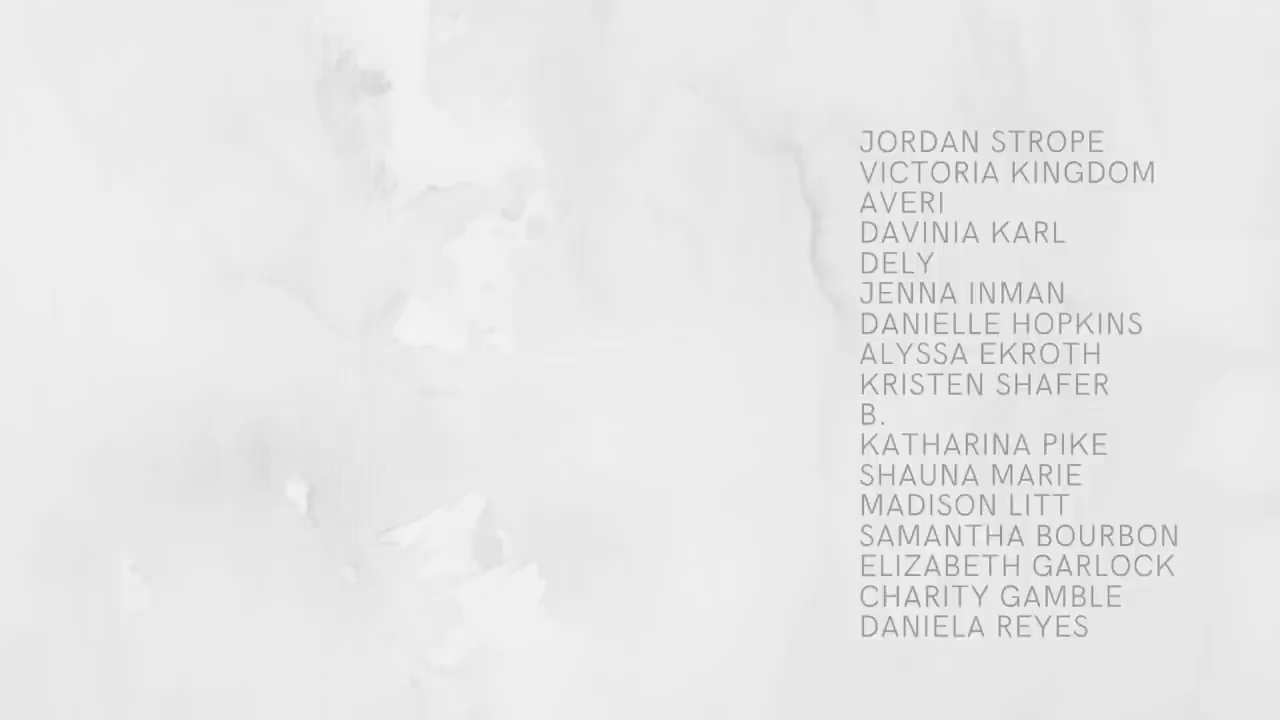 JORDAN STROPE
VICTORIA KINGDOM
AVERI
DAVINIA KARL
DELY
JENNA INMAN
DANIELLE HOPKINS
ALYSSA EKROTH
KRISTEN SHAFER
B.
KATHARINA PIKE
SHAUNA MARIE
MADISON LITT
SAMANTHA BOURBON
ELIZABETH GARLOCK
CHARITY GAMBLE
DANIELA REYES